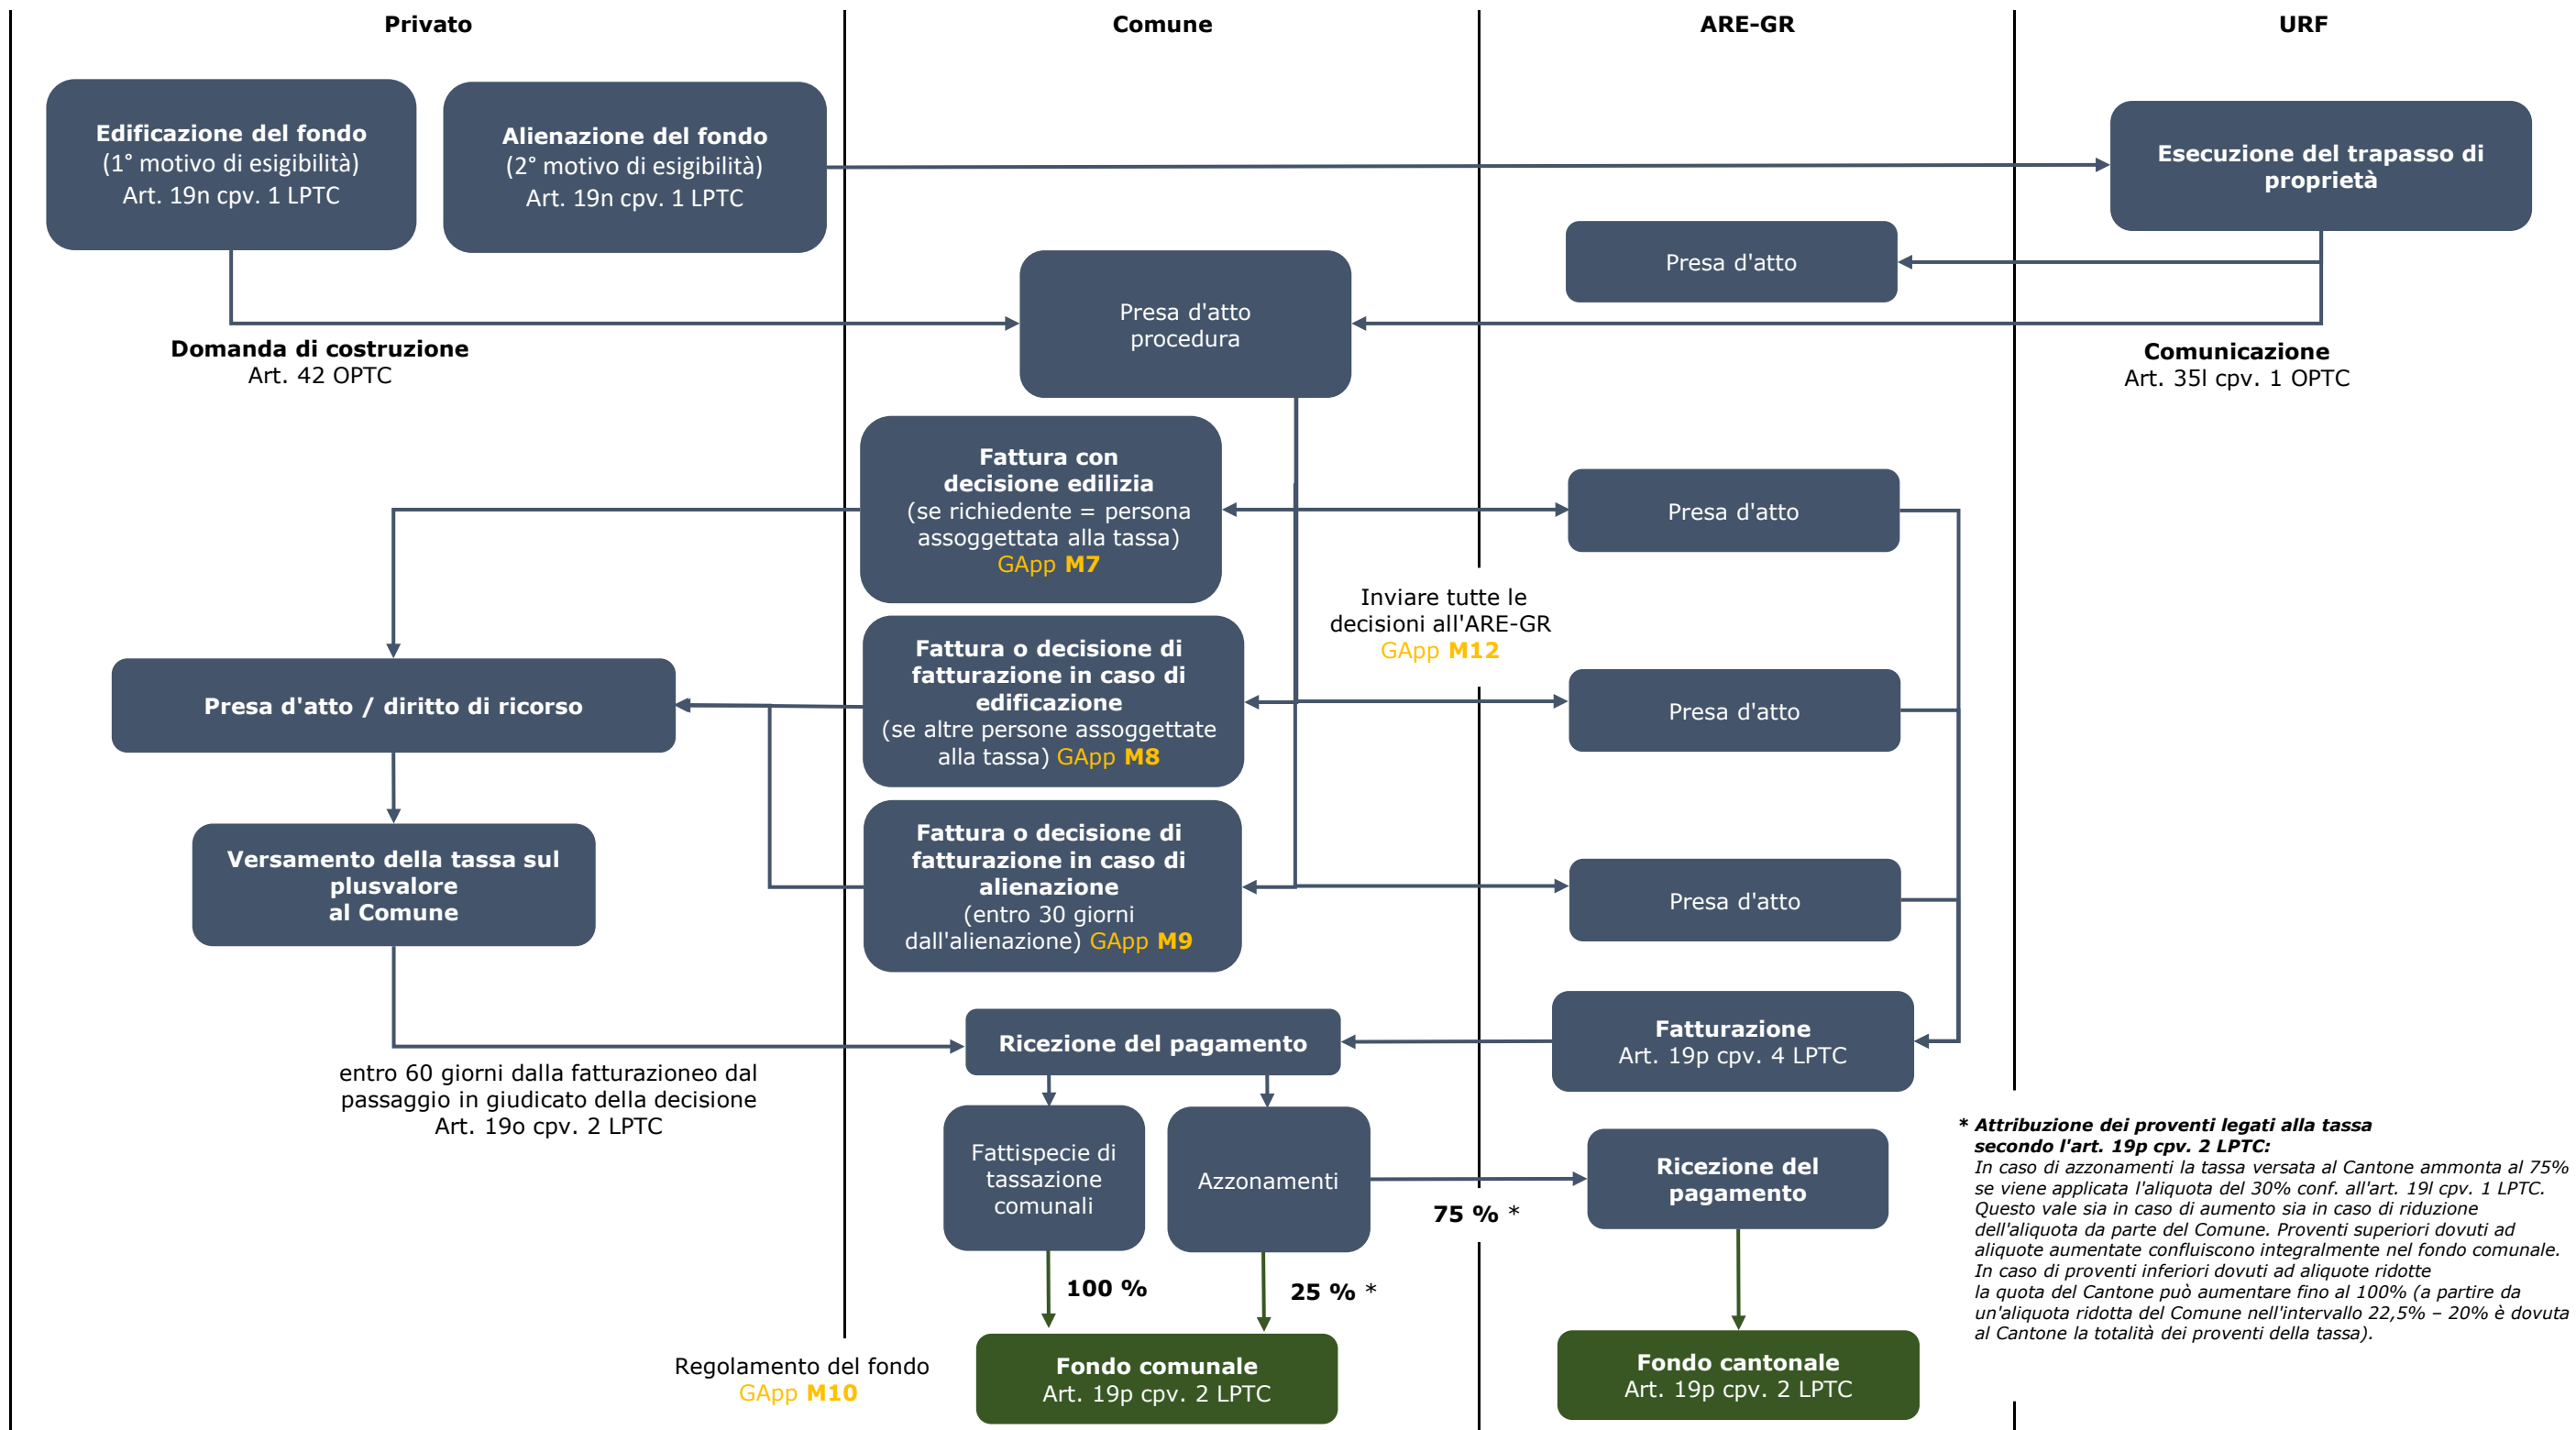 Privato
Comune
ARE-GR
URF
Edificazione del fondo
(1° motivo di esigibilità)
Art. 19n cpv. 1 LPTC
Alienazione del fondo
(2° motivo di esigibilità)
Art. 19n cpv. 1 LPTC
Esecuzione del trapasso di
proprietà
Presa d'atto
Presa d'atto
procedura
Domanda di costruzione
Art. 42 OPTC
Comunicazione
Art. 35l cpv. 1 OPTC
Fattura con
decisione edilizia
(se richiedente = persona
assoggettata alla tassa)
GApp M7
Presa d'atto
Inviare tutte le
decisioni all'ARE-GR
GApp M12
Presa d'atto / diritto di ricorso
Fattura o decisione di
fatturazione in caso di
edificazione
(se altre persone assoggettate
alla tassa) GApp M8
Presa d'atto
Versamento della tassa sul
plusvalore
al Comune
Fattura o decisione di
fatturazione in caso di
alienazione
(entro 30 giorni
dall'alienazione) GApp M9
Presa d'atto
Ricezione del pagamento
Fatturazione
Art. 19p cpv. 4 LPTC
entro 60 giorni dalla fatturazioneo dal
passaggio in giudicato della decisione
Art. 19o cpv. 2 LPTC
Fattispecie di
tassazione
comunali
Azzonamenti
75 % *
Ricezione del
pagamento
* Attribuzione dei proventi legati alla tassa
secondo l'art. 19p cpv. 2 LPTC:
In caso di azzonamenti la tassa versata al Cantone ammonta al 75%
se viene applicata l'aliquota del 30% conf. all'art. 19l cpv. 1 LPTC.
Questo vale sia in caso di aumento sia in caso di riduzione
dell'aliquota da parte del Comune. Proventi superiori dovuti ad
aliquote aumentate confluiscono integralmente nel fondo comunale.
In caso di proventi inferiori dovuti ad aliquote ridotte
la quota del Cantone può aumentare fino al 100% (a partire da
un'aliquota ridotta del Comune nell'intervallo 22,5% – 20% è dovuta
al Cantone la totalità dei proventi della tassa).
100 %
25 % *
Regolamento del fondo
GApp M10
Fondo comunale
Art. 19p cpv. 2 LPTC
Fondo cantonale
Art. 19p cpv. 2 LPTC